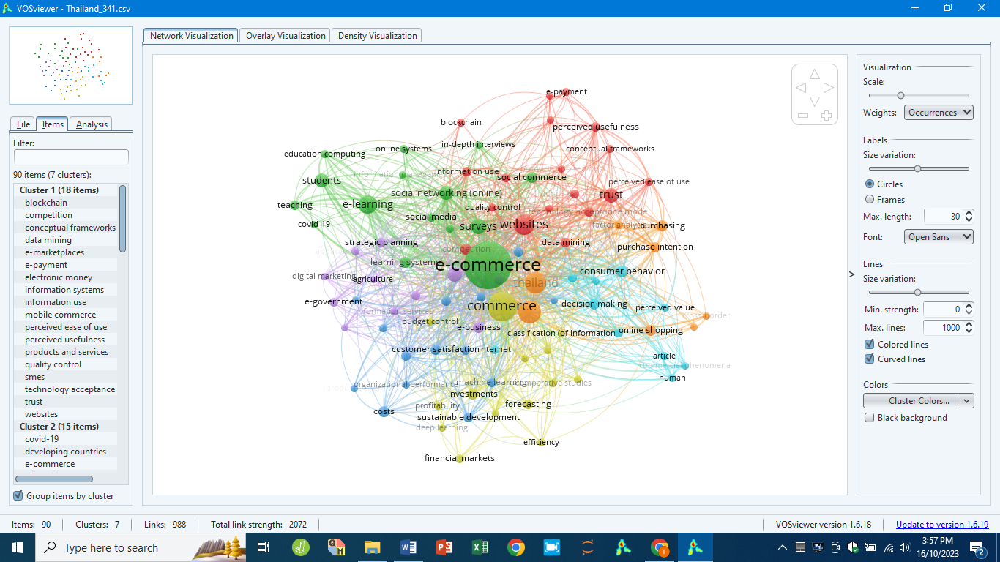 VOSviewer - Thailand_341.csv
Network Visualization
Overlay Visualization
Density Visualization
File
Items
Analysis
Filter:
90 items (7 clusters):
Cluster 1 (18 items)
blockchain
competition
conceptual frameworks
data mining
e-marketplaces
e-payment
electronic money
information systems
information use
mobile commerce
perceived ease of use
perceived usefulness
products and services
quality control
smes
technology acceptance
trust
websites
Cluster 2 (15 items)
covid-19
developing countries
e-commerce
Group items by cluster
e-payment
blockchain
perceived usefulness
in-depth interviews
online systems
conceptual frameworks
education computing
information use
information management
social commerce
students
perceived ease of use
social networking (online)
trust
teaching
e-learning
quality control
technology acceptance model
social media
covid-19
surveys
websites
factor analysis
purchasing
strategic planning
data mining
purchase intention
competition
learning systems
e-commerce
consumer behavior
digital marketing
agriculture
thailand
e-government
commerce
decision making
perceived value
information services
cross-border
budget control
e-business
classification (of information
online shopping
customer satisfaction
internet
article
commercial phenomena
human
organizational performance
machine learning
comparative studies
investments
profitability
forecasting
costs
sustainable development
deep learning
efficiency
financial markets
Visualization
Scale:
Weights:
Occurrences
Labels
Size variation:
Circles
Frames
Max. length:
30
Font:
Open Sans
Lines
Size variation:
Min. strength:
0
Max. lines:
1000
Colored lines
Curved lines
Colors
Cluster Colors...
Black background
Items: 90
Clusters: 7
Links: 988
Total link strength: 2072
VOSviewer version 1.6.18
Update to version 1.6.19
Type here to search
3:57 PM
16/10/2023
2